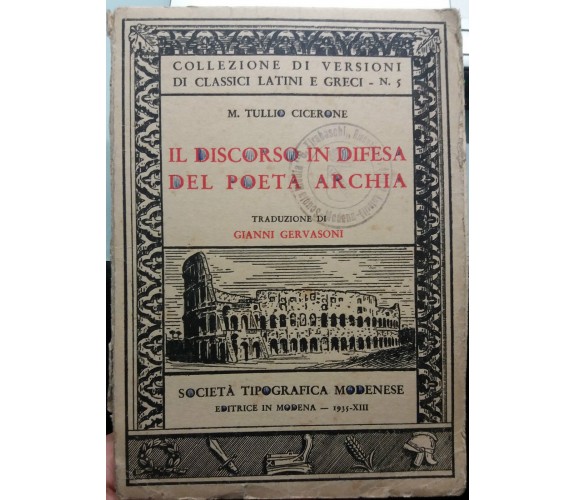 COLLEZIONE DI VERSIONI
DI CLASSICI LATINI E GRECI - N. 5
M. TULLIO CICERONE
IL DISCORSO IN DIFESA
DEL POETA ARCHIA
TRADUZIONE DI
GIANNI GERVASONI
SOCIETÀ TIPOGRAFICA MODENESE
EDITRICE IN MODENA — 1935-XIII